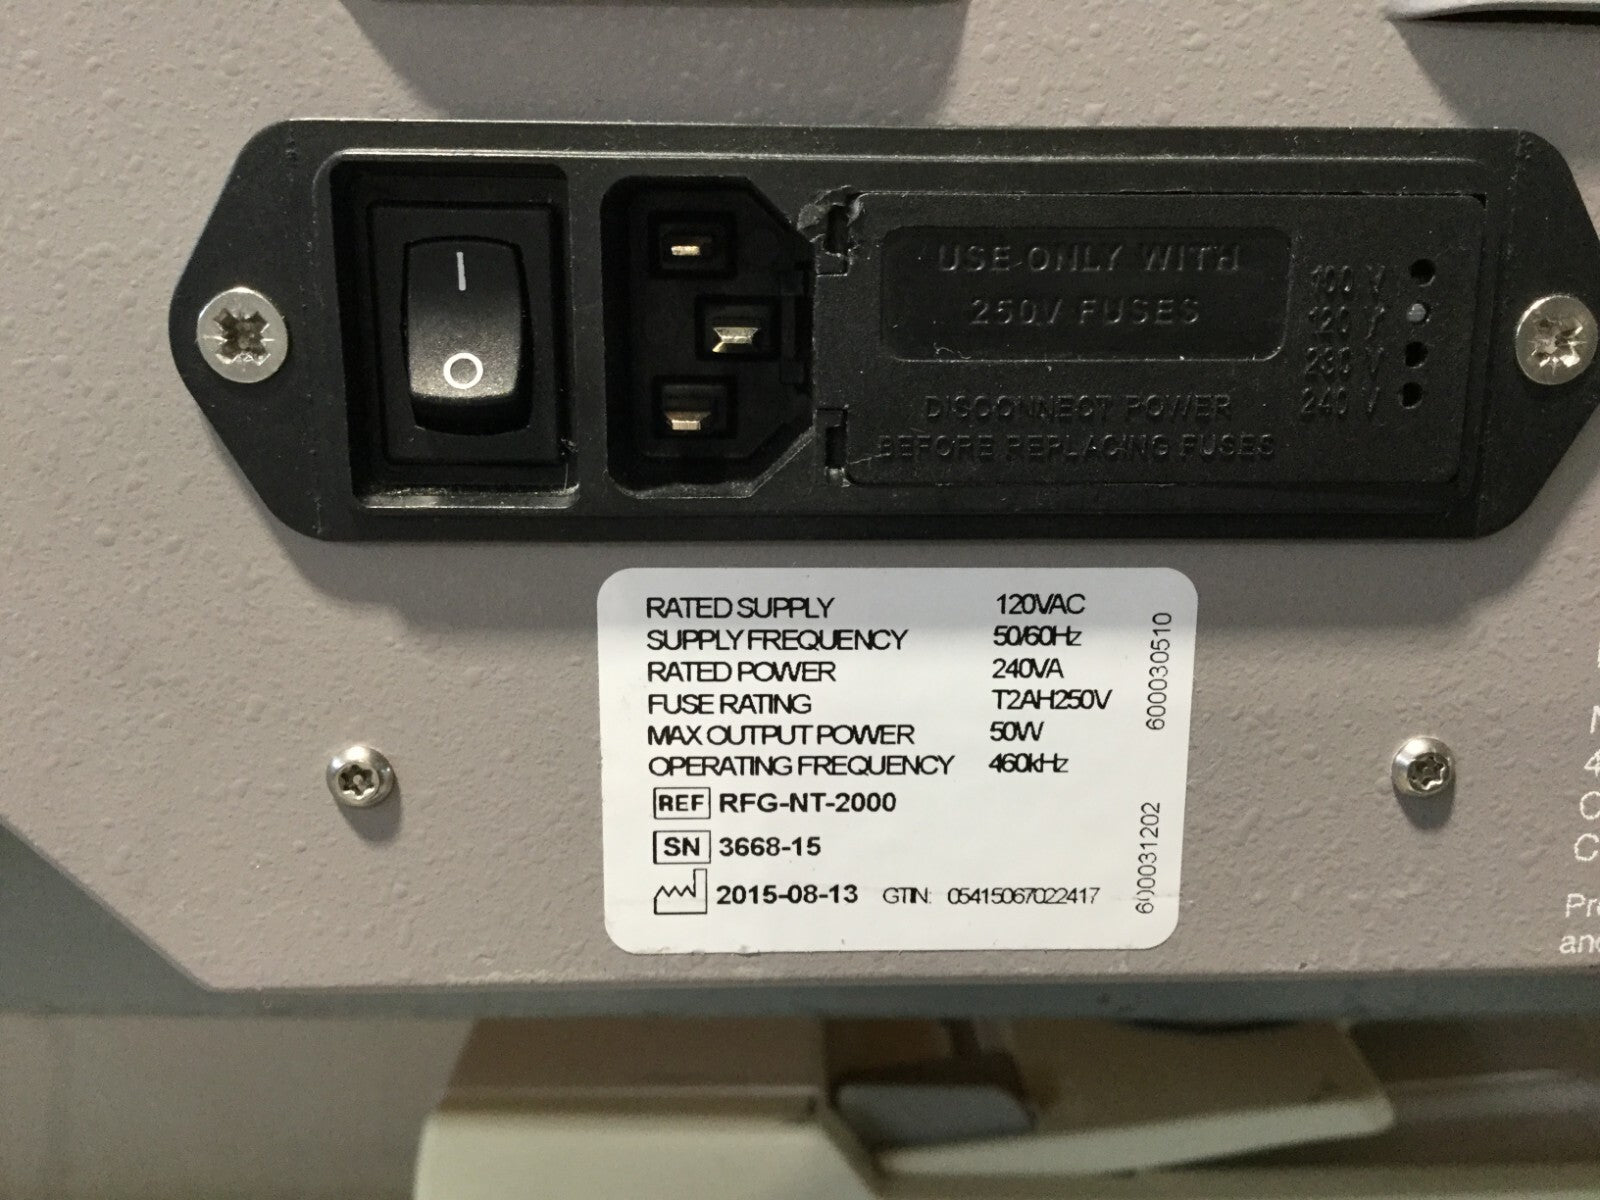 I
O
USE ONLY WITH
250V FUSES
DISCONNECT POWER
BEFORE REPLACING FUSES
100 V
120 V
230 V
240 V
RATED SUPPLY 120VAC
SUPPLY FREQUENCY 50/60Hz
RATED POWER 240VA
FUSE RATING T2AH250V
MAX OUTPUT POWER 50W
OPERATING FREQUENCY 460kHz
REF RFG-NT-2000
SN 3668-15
2015-08-13 GTIN: 05415067022417
600030510
600031202